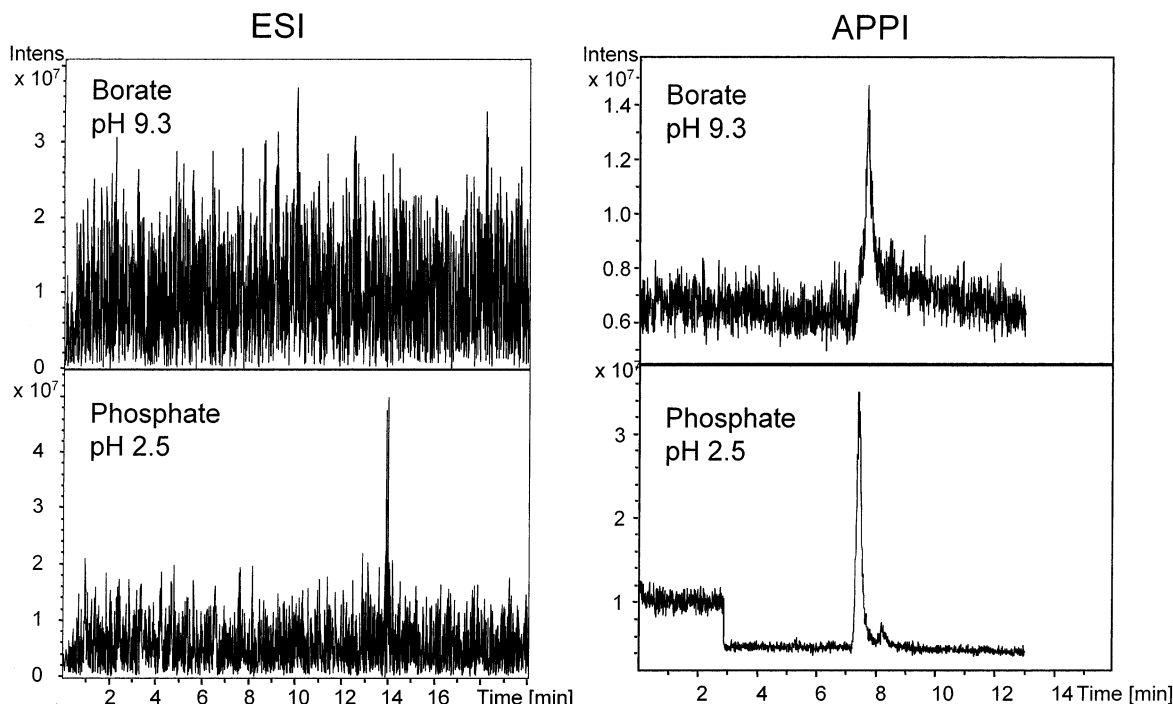 ESI
APPI
Intens
x 10⁷
Borate
pH 9.3
3
2
1
0
x 10⁷
Phosphate
pH 2.5
4
3
2
1
0
2 4 6 8 10 12 14 16 Time [min]
Intens
x 10⁷
Borate
pH 9.3
1.4
1.2
1.0
0.8
0.6
x 10⁷
Phosphate
pH 2.5
3
2
1
2 4 6 8 10 12 14 Time [min]